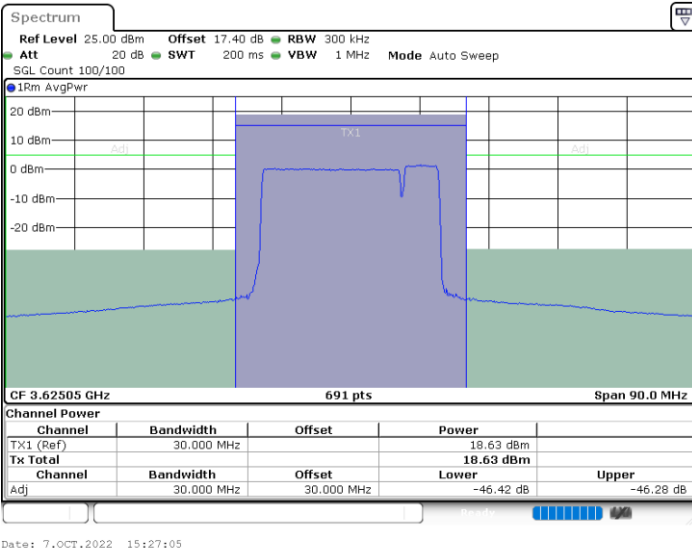 Spectrum
Ref Level 25.00 dBm Offset 17.40 dB RBW 300 kHz
Att 20 dB SWT 200 ms VBW 1 MHz Mode Auto Sweep
SGL Count 100/100
1Rm AvgPwr
20 dBm
TX1
10 dBm
Adj Adj
0 dBm
-10 dBm
-20 dBm
CF 3.62505 GHz 691 pts Span 90.0 MHz
Channel Power
Channel Bandwidth Offset Power
TX1 (Ref) 30.000 MHz 18.63 dBm
Tx Total 18.63 dBm
Channel Bandwidth Offset Lower Upper
Adj 30.000 MHz 30.000 MHz -46.42 dB -46.28 dB
Ready
Date: 7.OCT.2022 15:27:05